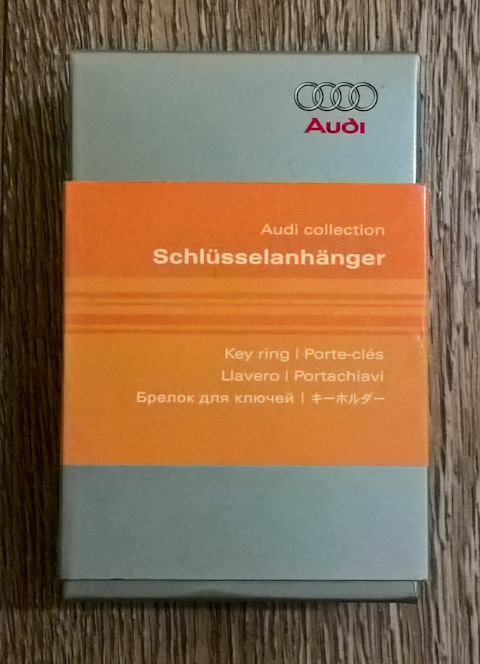 Audi
Audi collection
Schlüsselanhänger
Key ring | Porte-clés
Llavero | Portachiavi
Брелок для ключей | キーホルダー